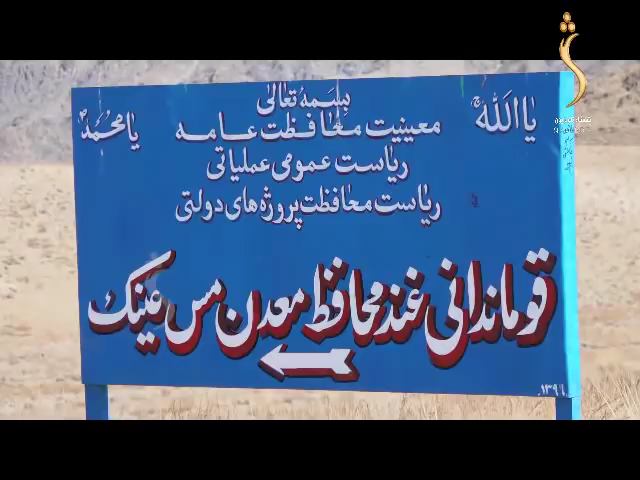 بسمه تعالی
یا الله
یا محمد
معینیت محافظت عامه
ریاست عمومی عملیاتی
ریاست محافظت پروژه های دولتی
قوماندانی غند محافظ معدن مس عینک